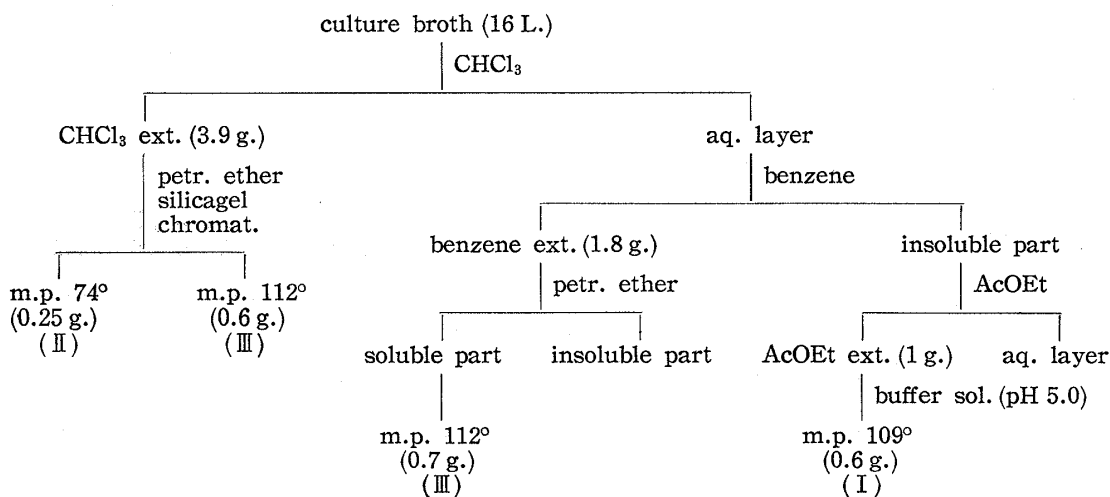 culture broth (16 L.)
CHCl₃
CHCl₃ ext. (3.9 g.)
aq. layer
petr. ether
silicagel
chromat.
benzene
benzene ext. (1.8 g.)
insoluble part
m.p. 74°
(0.25 g.)
(Ⅱ)
m.p. 112°
(0.6 g.)
(Ⅲ)
petr. ether
AcOEt
soluble part
insoluble part
AcOEt ext. (1 g.)
aq. layer
buffer sol. (pH 5.0)
m.p. 112°
(0.7 g.)
(Ⅲ)
m.p. 109°
(0.6 g.)
(Ⅰ)